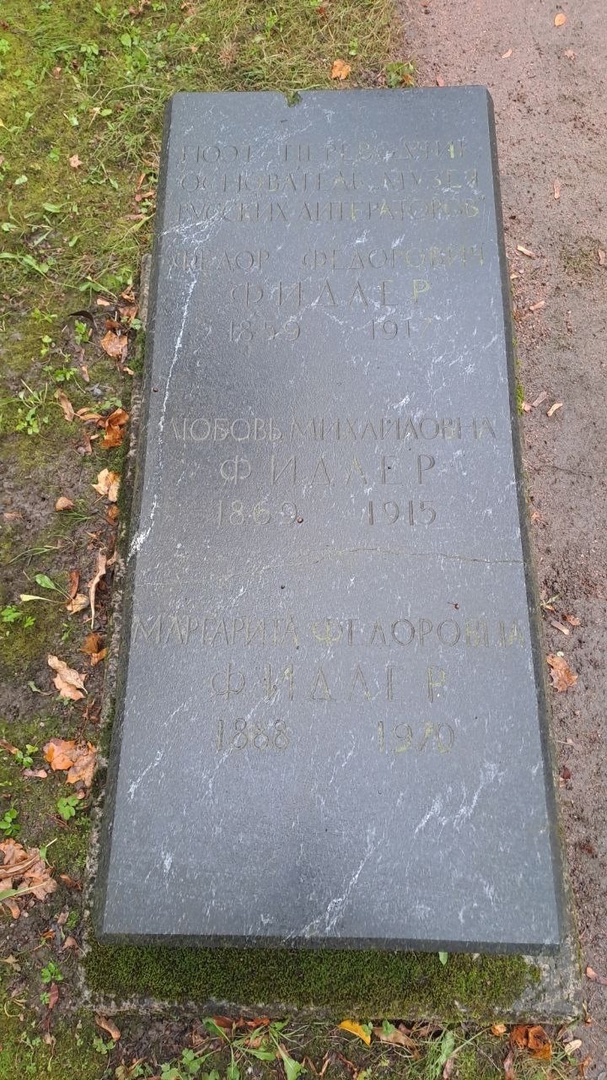 ПОЭТ ПЕРЕВОДЧИК
ОСНОВАТЕЛЬ МУЗЕЯ
РУССКИХ ЛИТЕРАТОРОВ
ФЕДОР ФЕДОРОВИЧ
ФИДЛЕР
1859 1917
ЛЮБОВЬ МИХАЙЛОВНА
ФИДЛЕР
1869 1915
МАРГАРИТА ФЕДОРОВНА
ФИДЛЕР
1888 1970